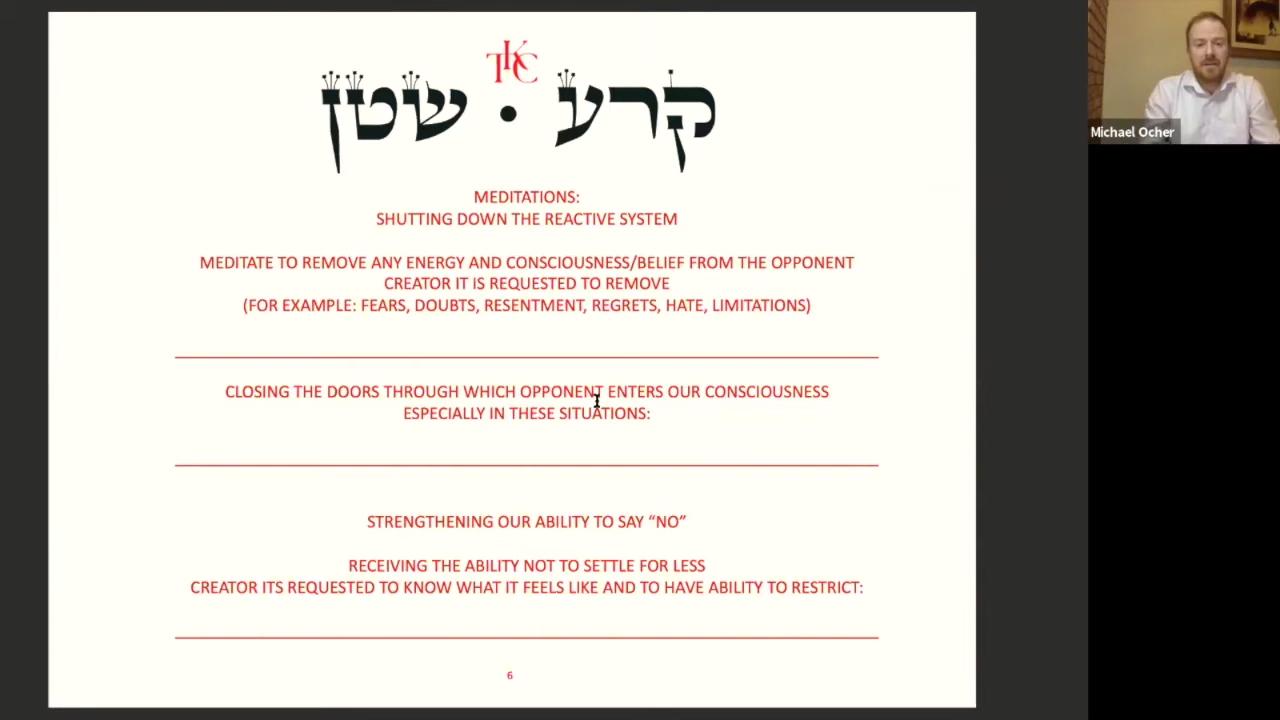 TKC
קרע • שטן
MEDITATIONS:
SHUTTING DOWN THE REACTIVE SYSTEM
MEDITATE TO REMOVE ANY ENERGY AND CONSCIOUSNESS/BELIEF FROM THE OPPONENT
CREATOR IT IS REQUESTED TO REMOVE
(FOR EXAMPLE: FEARS, DOUBTS, RESENTMENT, REGRETS, HATE, LIMITATIONS)
CLOSING THE DOORS THROUGH WHICH OPPONENT ENTERS OUR CONSCIOUSNESS
ESPECIALLY IN THESE SITUATIONS:
STRENGTHENING OUR ABILITY TO SAY “NO”
RECEIVING THE ABILITY NOT TO SETTLE FOR LESS
CREATOR ITS REQUESTED TO KNOW WHAT IT FEELS LIKE AND TO HAVE ABILITY TO RESTRICT:
6
Michael Ocher